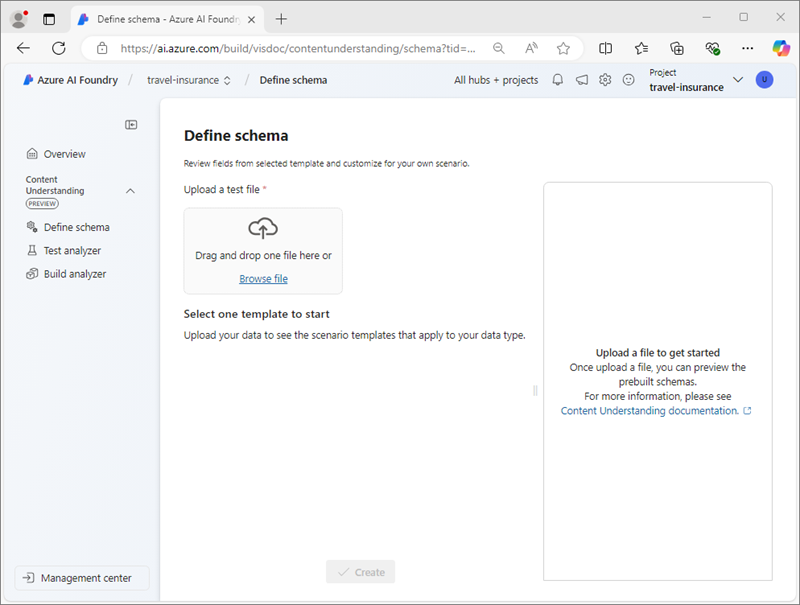 Define schema - Azure AI Foundry
https://ai.azure.com/build/visdoc/contentunderstanding/schema?tid=...
Azure AI Foundry / travel-insurance / Define schema
All hubs + projects
Project
travel-insurance
U
Overview
Content
Understanding
PREVIEW
Define schema
Test analyzer
Build analyzer
Management center
Define schema
Review fields from selected template and customize for your own scenario.
Upload a test file *
Drag and drop one file here or
Browse file
Select one template to start
Upload your data to see the scenario templates that apply to your data type.
Create
Upload a file to get started
Once upload a file, you can preview the
prebuilt schemas.
For more information, please see
Content Understanding documentation.